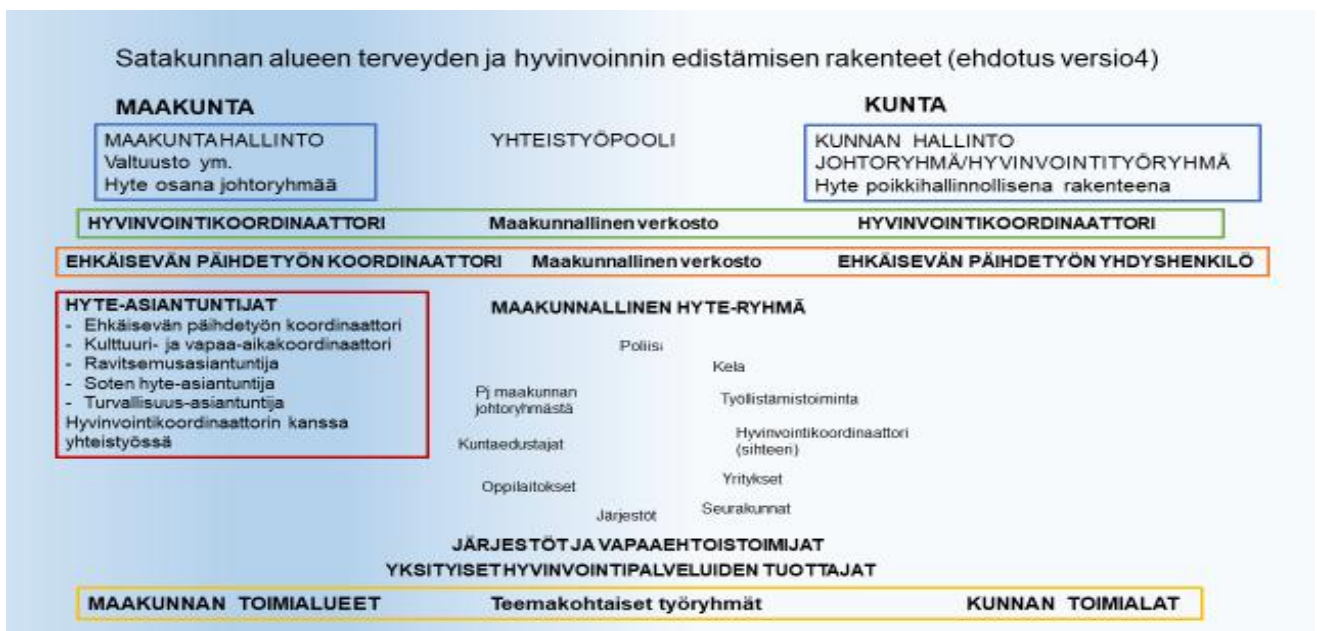 Satakunnan alueen terveyden ja hyvinvoinnin edistämisen rakenteet (ehdotus versio4)
MAAKUNTA
KUNTA
MAAKUNTAHALLINTO
Valtuusto ym.
Hyte osana johtoryhmää
YHTEISTYÖPOOLI
KUNNAN HALLINTO
JOHTORYHMÄ/HYVINVOINTITYÖRYHMÄ
Hyte poikkihallinnollisena rakenteena
HYVINVOINTIKOORDINAATTORI
Maakunnallinen verkosto
HYVINVOINTIKOORDINAATTORI
EHKÄISEVÄN PÄIHDETYÖN KOORDINAATTORI
Maakunnallinen verkosto
EHKÄISEVÄN PÄIHDETYÖN YHDYSHENKILÖ
HYTE-ASIANTUNTIJAT
- Ehkäisevän päihdetyön koordinaattori
- Kulttuuri- ja vapaa-aikakoordinaattori
- Ravitsemusasiantuntija
- Soten hyte-asiantuntija
- Turvallisuus-asiantuntija
Hyvinvointikoordinaattorin kanssa
yhteistyössä
MAAKUNNALLINEN HYTE-RYHMÄ
Poliisi
Kela
Pj maakunnan
johtoryhmästä
Työllistämistoiminta
Kuntaedustajat
Hyvinvointikoordinaattori
(sihteeri)
Oppilaitokset
Yritykset
Järjestöt
Seurakunnat
JÄRJESTÖT JA VAPAAEHTOISTOIMIJAT
YKSITYISET HYVINVOINTIPALVELUIDEN TUOTTAJAT
MAAKUNNAN TOIMIALUEET
Teemakohtaiset työryhmät
KUNNAN TOIMIALAT